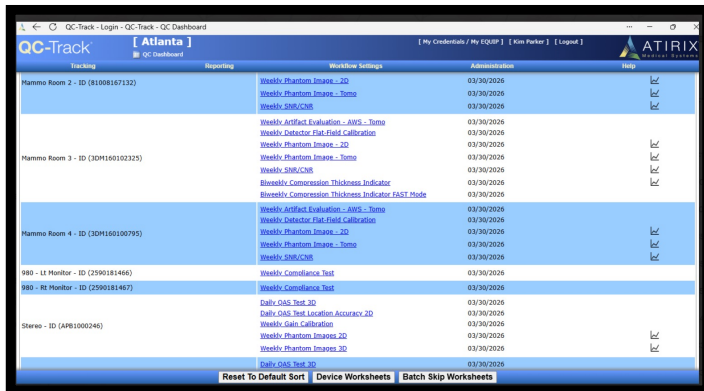 QC-Track - Login - QC-Track - QC Dashboard
QC-Track
[ Atlanta ]
QC Dashboard
[ My Credentials / My EQUIP ] [ Kim Parker ] [ Logout ]
ATIRIX
Medical Systems
Tracking Reporting Workflow Settings Administration Help
Mammo Room 2 - ID (81008167132)
Weekly Phantom Image - 2D 03/30/2026
Weekly Phantom Image - Tomo 03/30/2026
Weekly SNR/CNR 03/30/2026
Mammo Room 3 - ID (3DM160102325)
Weekly Artifact Evaluation - AWS - Tomo 03/30/2026
Weekly Detector Flat-Field Calibration 03/30/2026
Weekly Phantom Image - 2D 03/30/2026
Weekly Phantom Image - Tomo 03/30/2026
Weekly SNR/CNR 03/30/2026
Biweekly Compression Thickness Indicator 03/30/2026
Biweekly Compression Thickness Indicator FAST Mode 03/30/2026
Mammo Room 4 - ID (3DM160100795)
Weekly Artifact Evaluation - AWS - Tomo 03/30/2026
Weekly Detector Flat-Field Calibration 03/30/2026
Weekly Phantom Image - 2D 03/30/2026
Weekly Phantom Image - Tomo 03/30/2026
Weekly SNR/CNR 03/30/2026
980 - Lt Monitor - ID (2590181466) Weekly Compliance Test 03/30/2026
980 - Rt Monitor - ID (2590181467) Weekly Compliance Test 03/30/2026
Stereo - ID (APB1000246)
Daily QAS Test 3D 03/30/2026
Daily QAS Test Location Accuracy 2D 03/30/2026
Weekly Gain Calibration 03/30/2026
Weekly Phantom Images 2D 03/30/2026
Weekly Phantom Images 3D 03/30/2026
Daily QAS Test 3D 03/30/2026
Reset To Default Sort Device Worksheets Batch Skip Worksheets